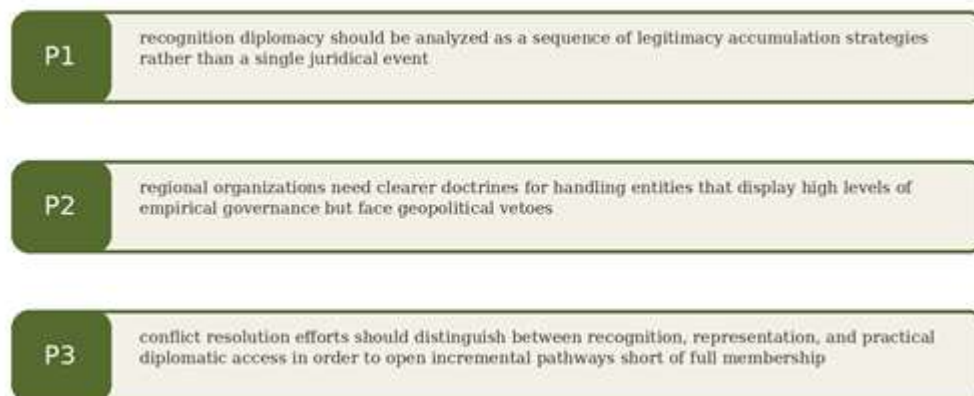 P1
recognition diplomacy should be analyzed as a sequence of legitimacy accumulation strategies
rather than a single juridical event
P2
regional organizations need clearer doctrines for handling entities that display high levels of
empirical governance but face geopolitical vetoes
P3
conflict resolution efforts should distinguish between recognition, representation, and practical
diplomatic access in order to open incremental pathways short of full membership